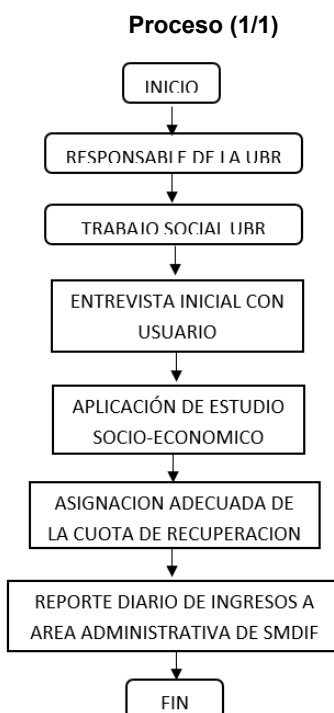 Proceso (1/1)
INICIO
RESPONSABLE DE LA UBR
TRABAJO SOCIAL UBR
ENTREVISTA INICIAL CON
USUARIO
APLICACIÓN DE ESTUDIO
SOCIO-ECONOMICO
ASIGNACION ADECUADA DE
LA CUOTA DE RECUPERACION
REPORTE DIARIO DE INGRESOS A
AREA ADMINISTRATIVA DE SMDIF
FIN